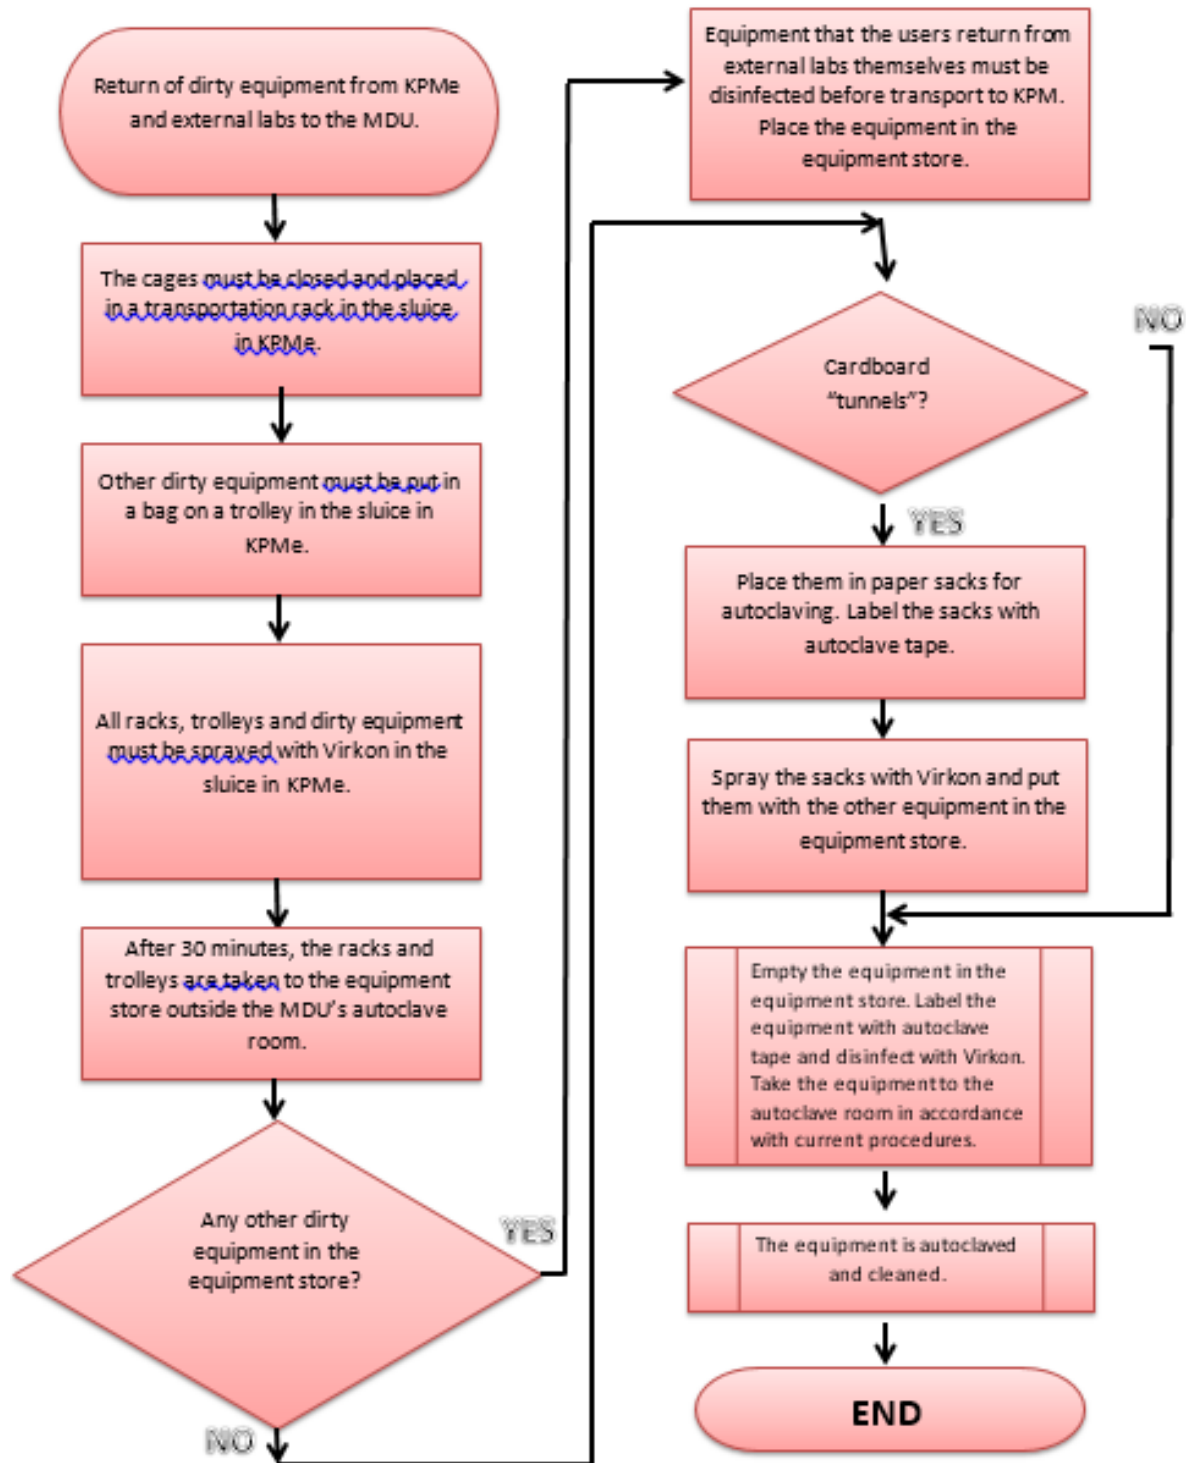 Return of dirty equipment from KPMe
and external labs to the MDU.
The cages must be closed and placed
in a transportation rack in the sluice
in KPMe.
Other dirty equipment must be put in
a bag on a trolley in the sluice in
KPMe.
All racks, trolleys and dirty equipment
must be sprayed with Virkon in the
sluice in KPMe.
After 30 minutes, the racks and
trolleys are taken to the equipment
store outside the MDU's autoclave
room.
Any other dirty
equipment in the
equipment store?
YES
NO
Equipment that the users return from
external labs themselves must be
disinfected before transport to KPM.
Place the equipment in the
equipment store.
Cardboard
"tunnels"?
NO
YES
Place them in paper sacks for
autoclaving. Label the sacks with
autoclave tape.
Spray the sacks with Virkon and put
them with the other equipment in the
equipment store.
Empty the equipment in the
equipment store. Label the
equipment with autoclave
tape and disinfect with Virkon.
Take the equipment to the
autoclave room in accordance
with current procedures.
The equipment is autoclaved
and cleaned.
END